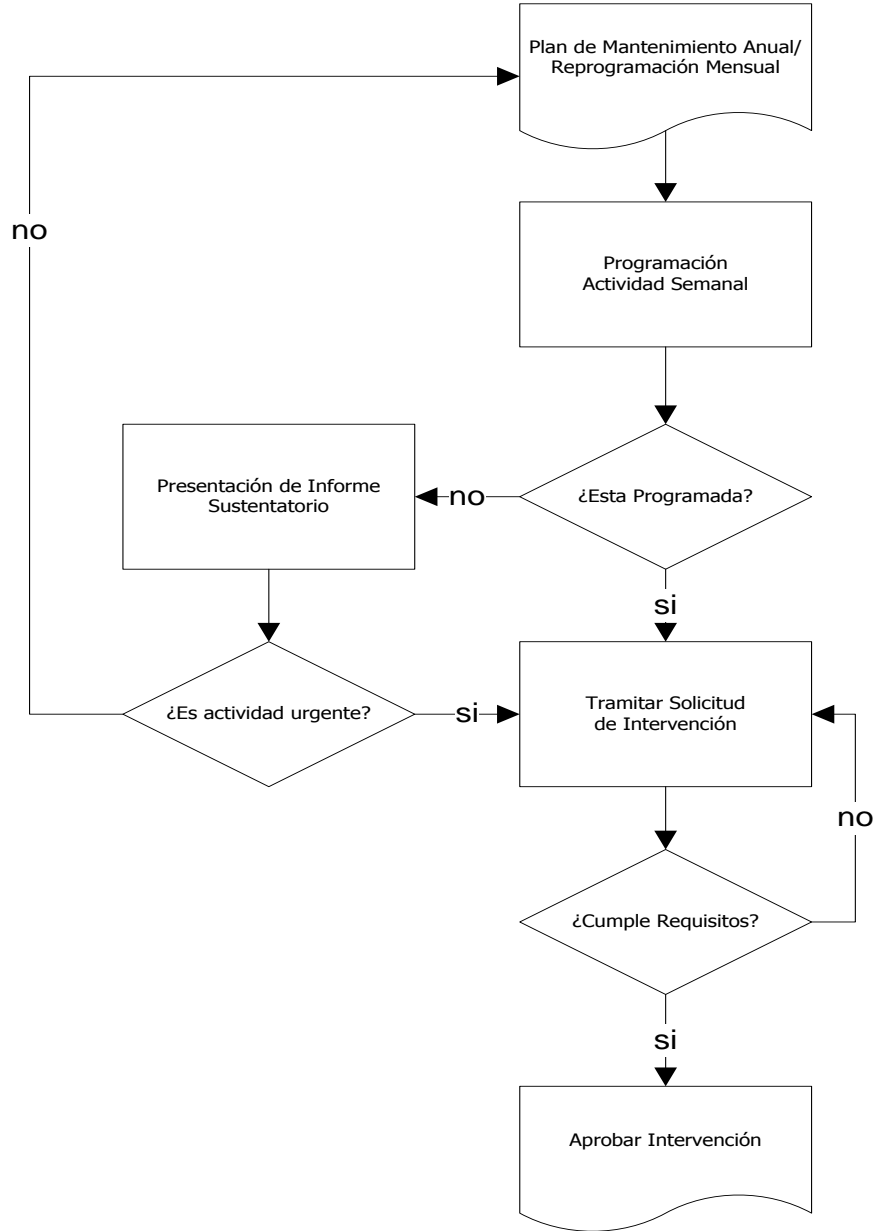 Plan de Mantenimiento Anual/
Reprogramación Mensual
no
Programación
Actividad Semanal
Presentación de Informe
Sustentatorio
no
¿Esta Programada?
si
¿Es actividad urgente?
si
Tramitar Solicitud
de Intervención
no
¿Cumple Requisitos?
si
Aprobar Intervención